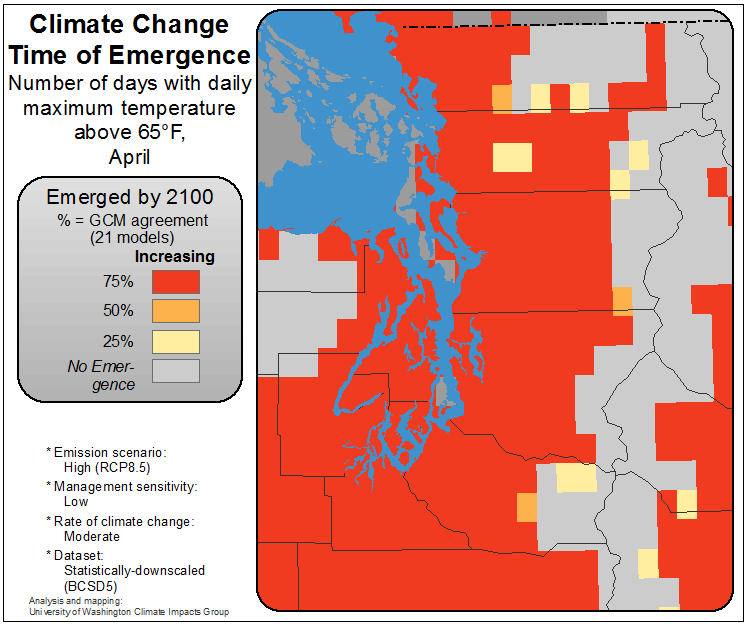 Climate Change
Time of Emergence
Number of days with daily
maximum temperature
above 65°F,
April
Emerged by 2100
% = GCM agreement
(21 models)
Increasing
75%
50%
25%
No Emer-
gence
* Emission scenario:
High (RCP8.5)
* Management sensitivity:
Low
* Rate of climate change:
Moderate
* Dataset:
Statistically-downscaled
(BCSD5)
Analysis and mapping:
University of Washington Climate Impacts Group